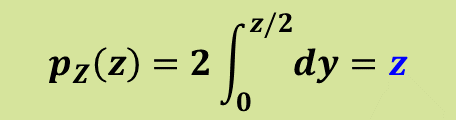 p_Z(z) = 2 ∫_0^{z/2} dy = z